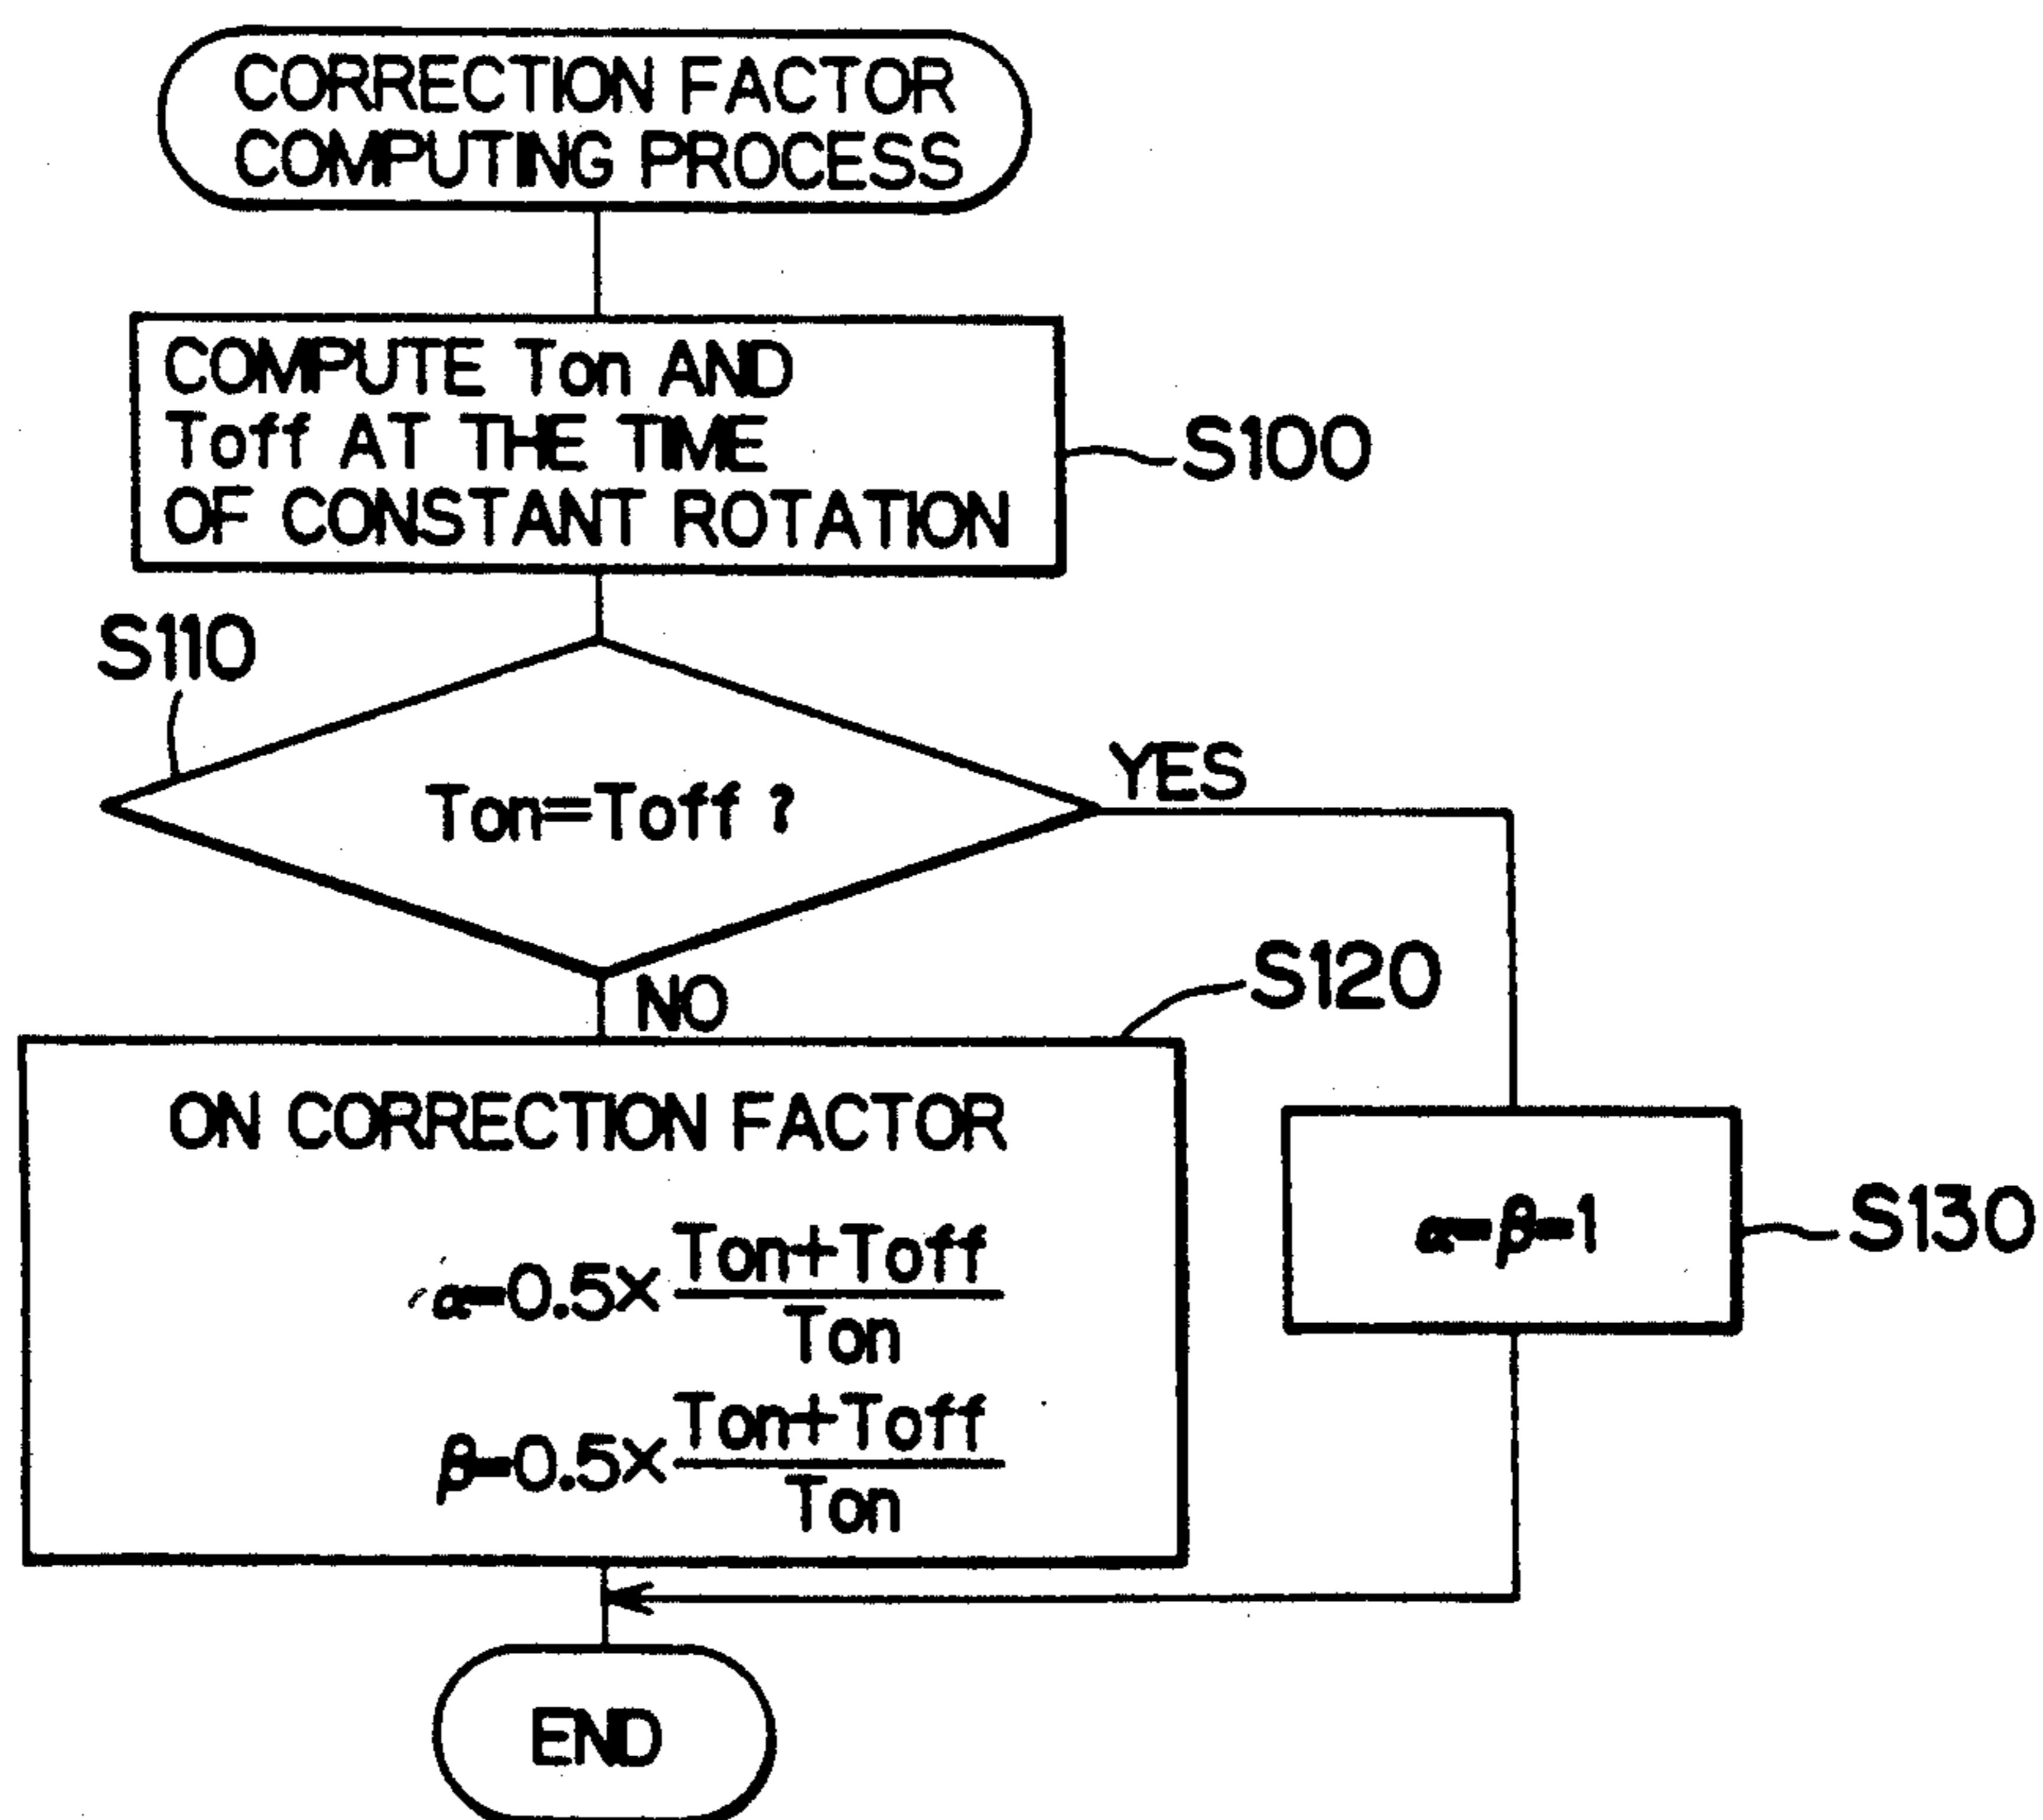 CORRECTION FACTOR
COMPUTING PROCESS
COMPUTE Ton AND
Toff AT THE TIME
OF CONSTANT ROTATION
S100
S110
Ton=Toff ?
YES
NO
S120
ON CORRECTION FACTOR
α=0.5× Ton+Toff
Ton
β=0.5× Ton+Toff
Ton
α=β=1
S130
END